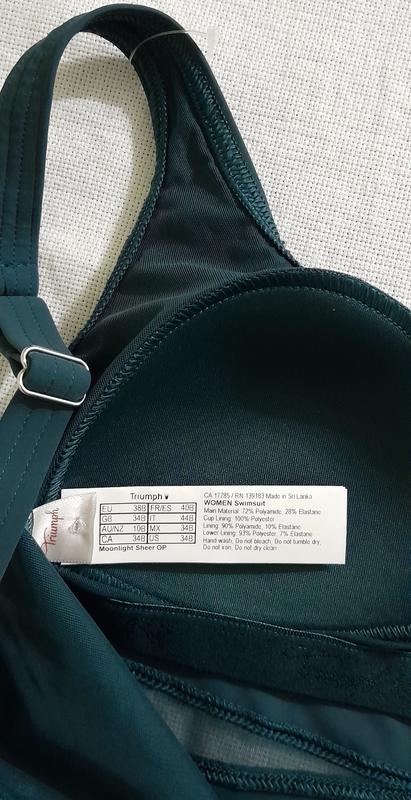 Triumph
EU 38B FR/ES 40B
GB 34B IT 44B
AU/NZ 10B MX 34B
CA 34B US 34B
Moonlight Sheer OP
CA 17785 / RN 139183 Made in Sri Lanka
WOMEN Swimsuit
Main Material: 72% Polyamide, 28% Elastane
Cup Lining: 100% Polyester
Lining: 90% Polyamide, 10% Elastane
Lower Lining: 93% Polyester, 7% Elastane
Hand wash, Do not bleach, Do not tumble dry,
Do not iron, Do not dry clean
Triumph